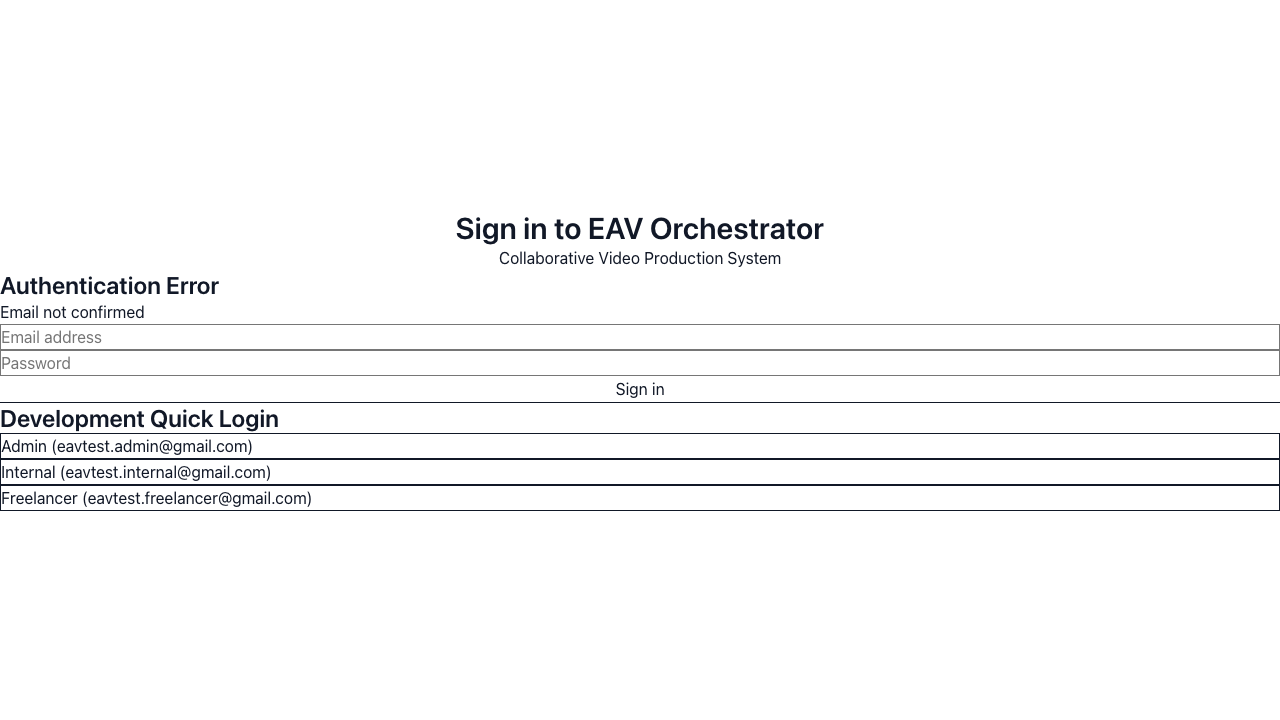 Sign in to EAV Orchestrator
Collaborative Video Production System
Authentication Error
Email not confirmed
Email address
Password
Sign in
Development Quick Login
Admin (eavtest.admin@gmail.com)
Internal (eavtest.internal@gmail.com)
Freelancer (eavtest.freelancer@gmail.com)